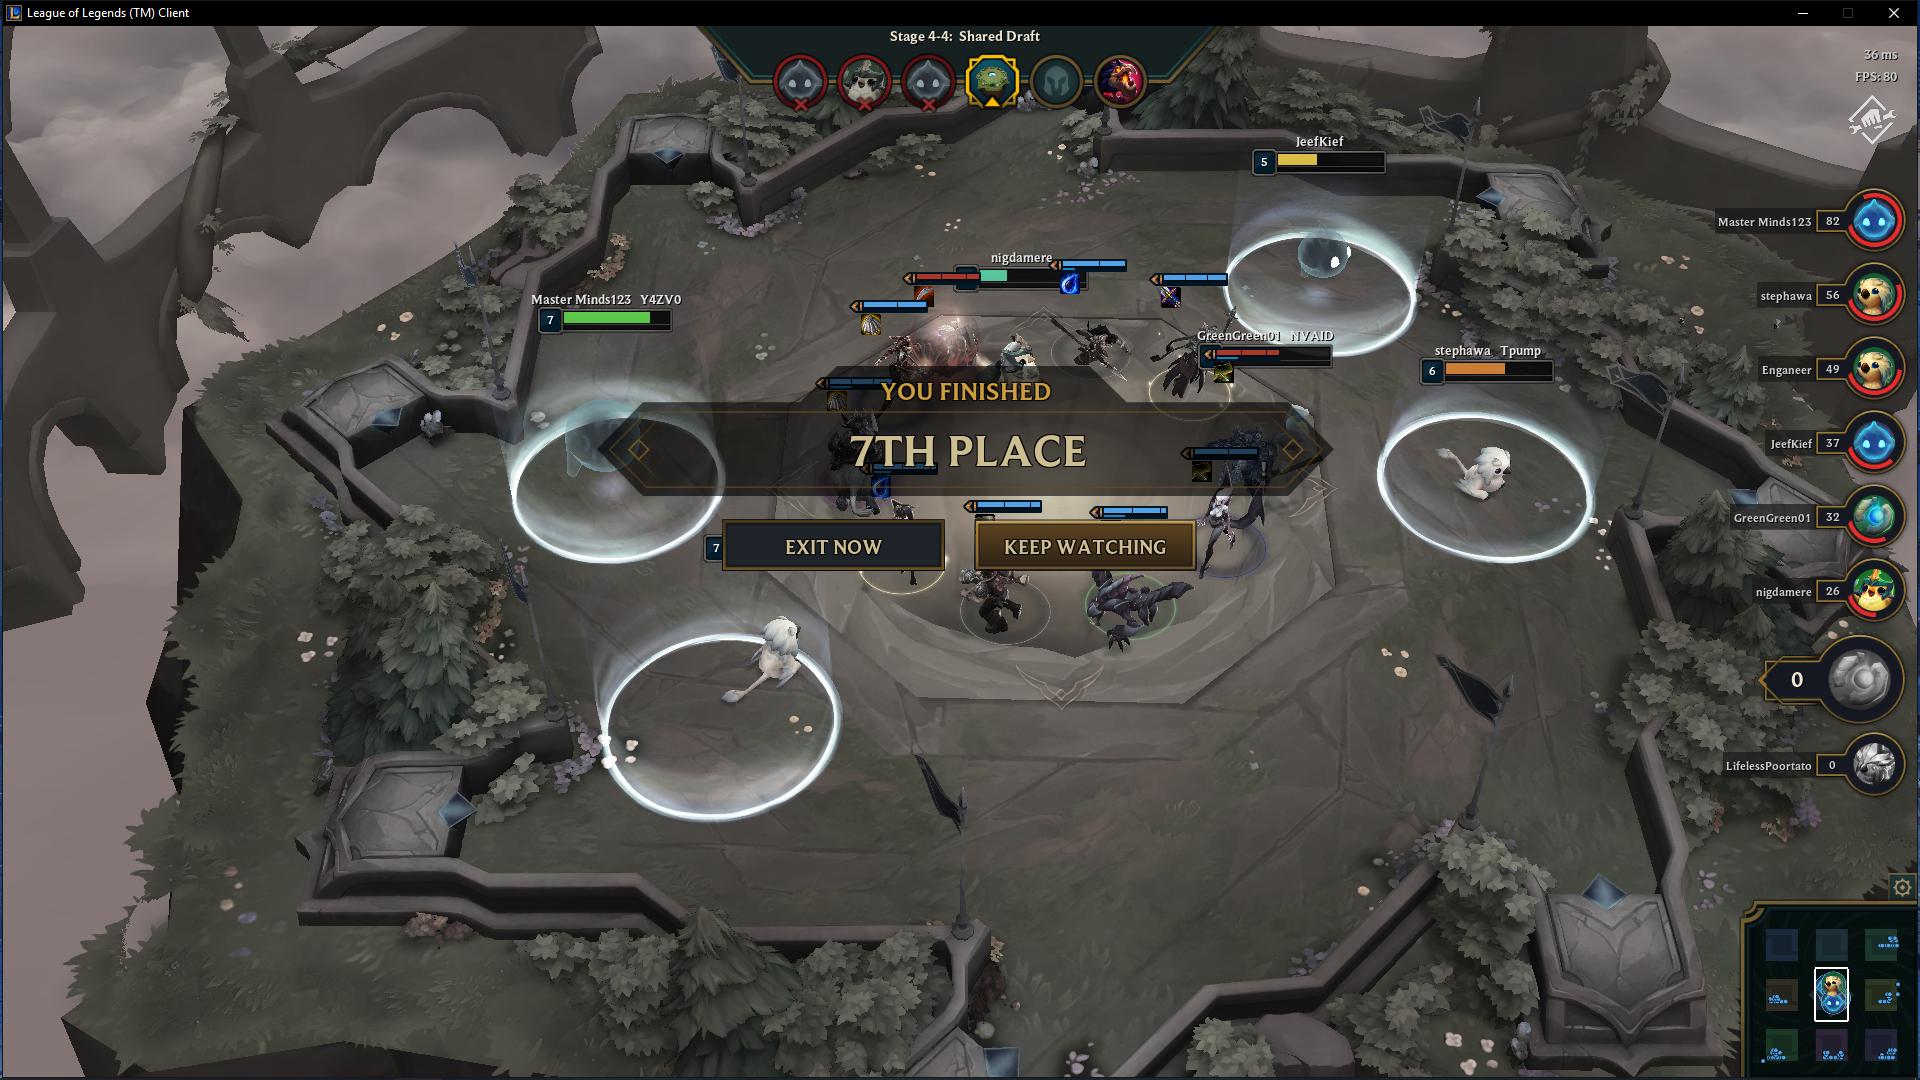 League of Legends (TM) Client
Stage 4-4: Shared Draft
36 ms
FPS: 80
JeefKief
5
Master Minds123 82
nigdamere
stephawa 56
Master Minds123 Y4ZV0
7
GreenGreen01 NVAID
stephawa Tpump
6
Enganeer 49
YOU FINISHED
7TH PLACE
JeefKief 37
GreenGreen01 32
7
EXIT NOW
KEEP WATCHING
nigdamere 26
0
LifelessPoortato 0